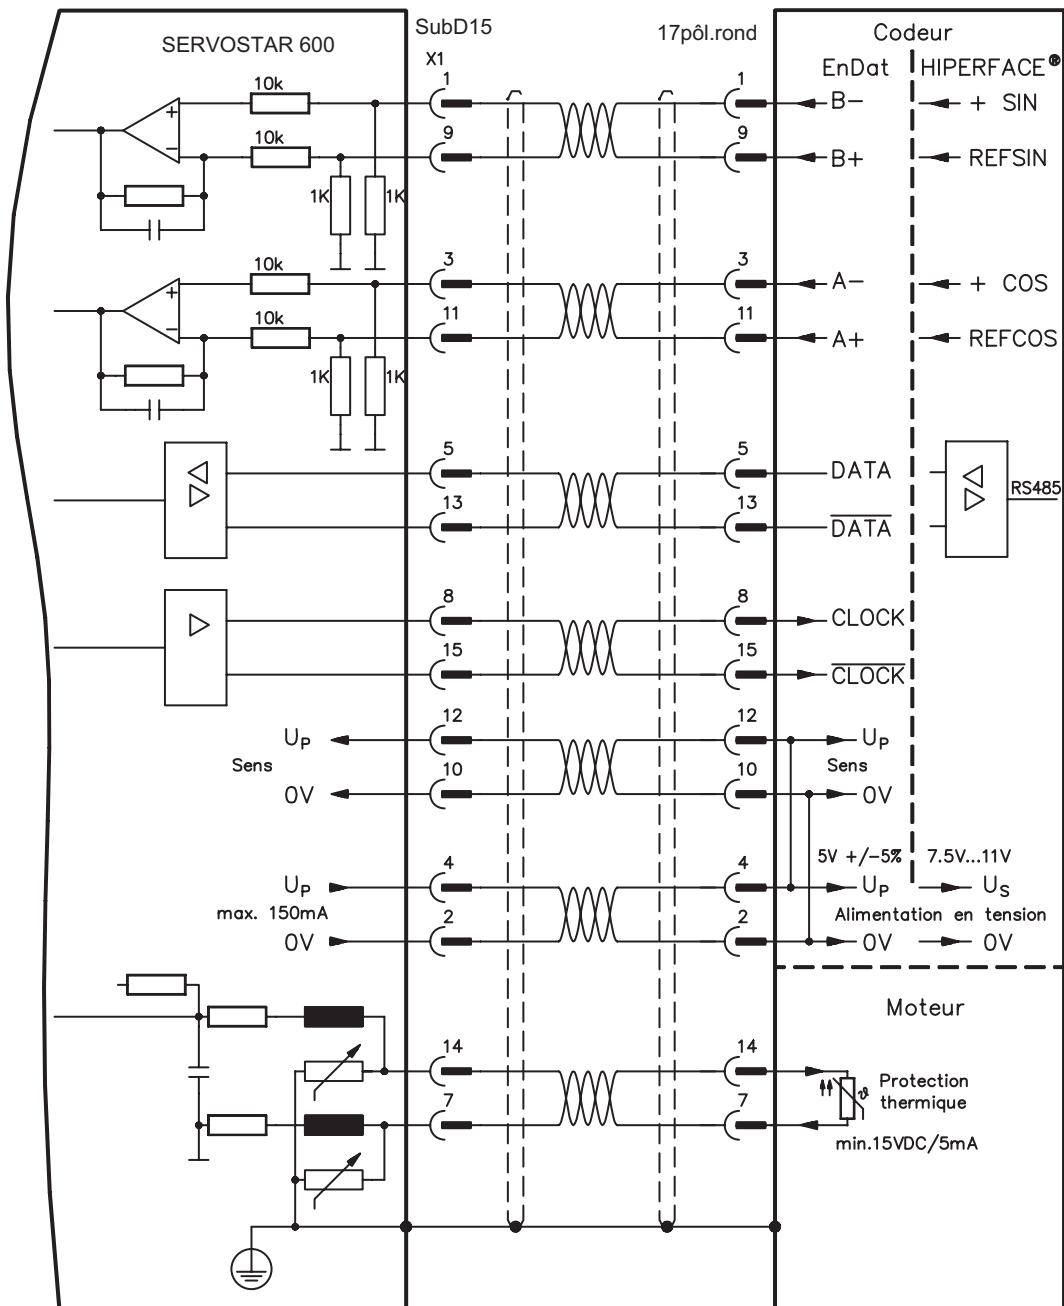 SERVOSTAR 600
SubD15
17pôl.rond
Codeur
X1
EnDat HIPERFACE®
10k
1 1 B- + SIN
10k
9 9 B+ REFSIN
1K 1K
10k
3 3 A- + COS
10k
11 11 A+ REFCOS
1K 1K
5 5 DATA
RS485
13 13 DATA
8 8 CLOCK
15 15 CLOCK
UP 12 12 UP
Sens Sens
0V 10 10 0V
5V +/-5% 7.5V...11V
UP 4 4 UP US
max. 150mA Alimentation en tension
0V 2 2 0V 0V
Moteur
14 14
Protection
thermique
ϑ
7 7
min.15VDC/5mA